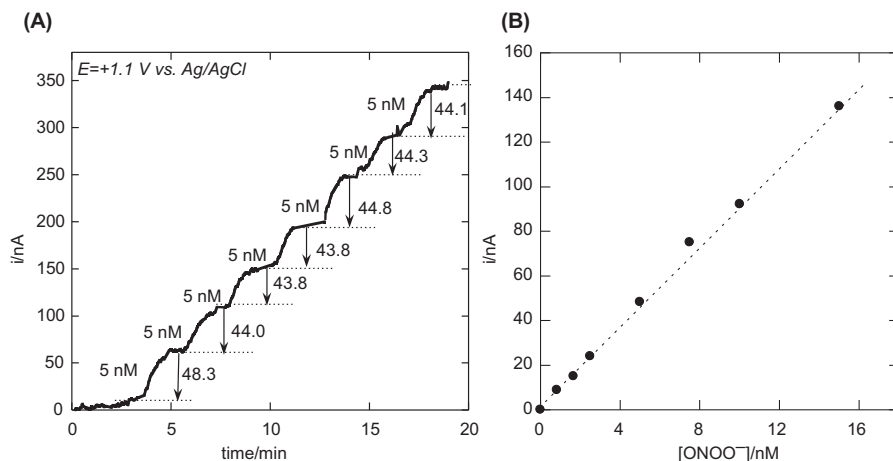 (A)
E=+1.1 V vs. Ag/AgCl
350
300
250
200
150
100
50
0
i/nA
5 nM
48.3
5 nM
44.0
5 nM
43.8
5 nM
43.8
5 nM
44.8
5 nM
44.3
5 nM
44.1
0
5
10
15
20
time/min
(B)
160
140
120
100
80
60
40
20
0
i/nA
0
4
8
12
16
[ONOO¯]/nM